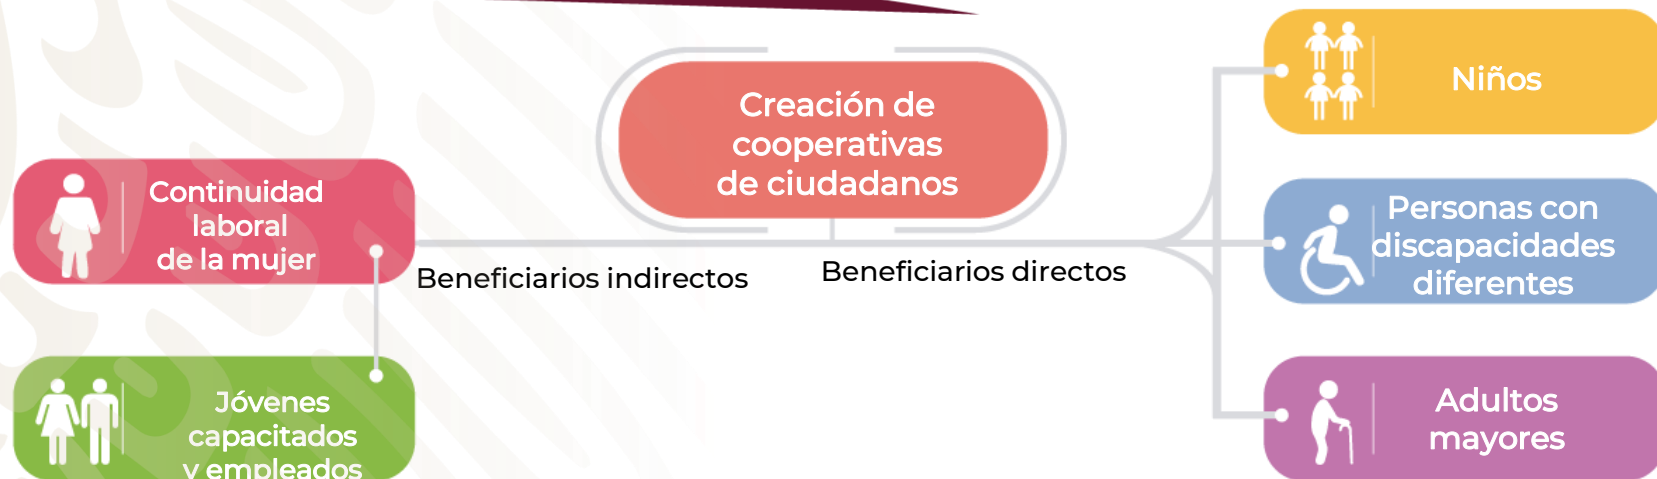 Creación de
cooperativas
de ciudadanos
Continuidad
laboral
de la mujer
Jóvenes
capacitados
y empleados
Beneficiarios indirectos
Beneficiarios directos
Niños
Personas con
discapacidades
diferentes
Adultos
mayores